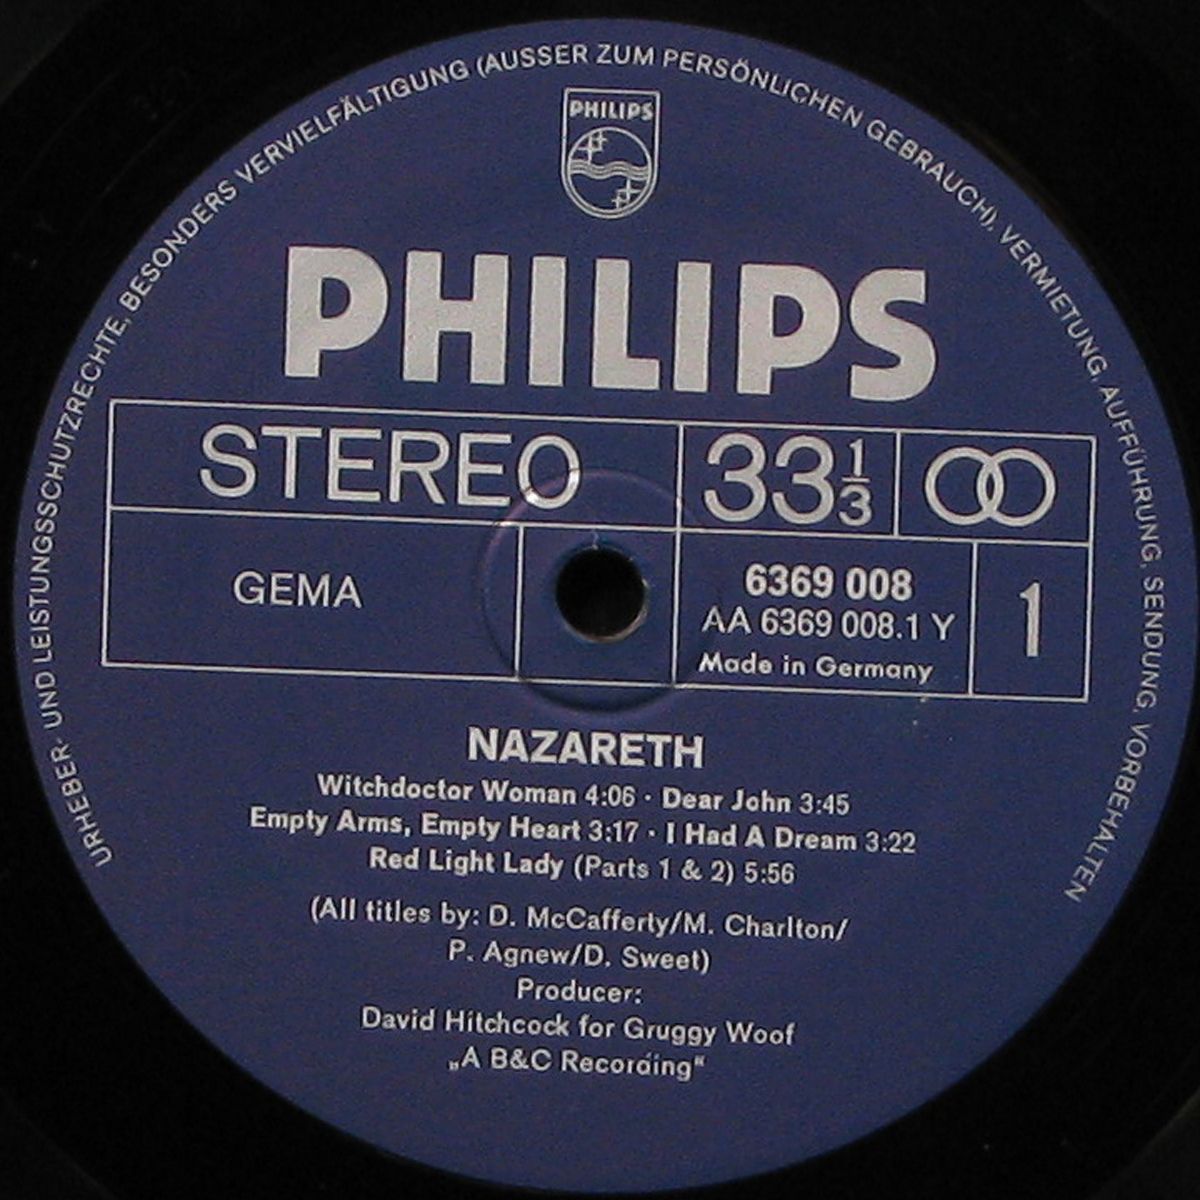 URHEBER- UND LEISTUNGSSCHUTZRECHTE, BESONDERS VERVIELFÄLTIGUNG (AUSSER ZUM PERSÖNLICHEN GEBRAUCH), VERMIETUNG, AUFFÜHRUNG, SENDUNG, VORBEHALTEN
PHILIPS
PHILIPS
STEREO 33 1/3
GEMA
6369 008
AA 6369 008.1 Y
Made in Germany
1
NAZARETH
Witchdoctor Woman 4:06 · Dear John 3:45
Empty Arms, Empty Heart 3:17 · I Had A Dream 3:22
Red Light Lady (Parts 1 & 2) 5:56
(All titles by: D. McCafferty/M. Charlton/
P. Agnew/D. Sweet)
Producer:
David Hitchcock for Gruggy Woof
„A B&C Recording“